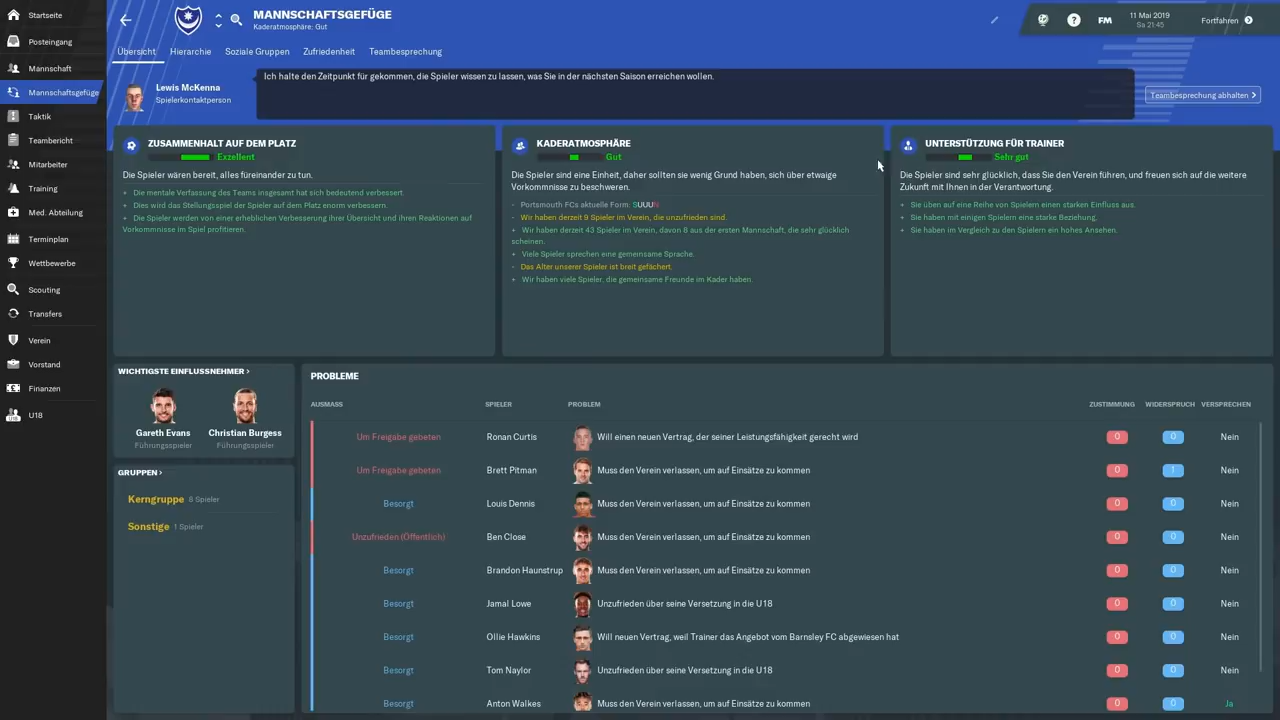 Startseite
Posteingang
Mannschaft
Mannschaftsgefüge
Taktik
Teambericht
Mitarbeiter
Training
Med. Abteilung
Terminplan
Wettbewerbe
Scouting
Transfers
Verein
Vorstand
Finanzen
U18
MANNSCHAFTSGEFÜGE
Kaderatmosphäre: Gut
FM
11 Mai 2019
Sa 21:45
Fortfahren
Übersicht Hierarchie Soziale Gruppen Zufriedenheit Teambesprechung
Lewis McKenna
Spielerkontaktperson
Ich halte den Zeitpunkt für gekommen, die Spieler wissen zu lassen, was Sie in der nächsten Saison erreichen wollen.
Teambesprechung abhalten
ZUSAMMENHALT AUF DEM PLATZ
Exzellent
Die Spieler wären bereit, alles füreinander zu tun.
+ Die mentale Verfassung des Teams insgesamt hat sich bedeutend verbessert.
+ Dies wird das Stellungsspiel der Spieler auf dem Platz enorm verbessern.
+ Die Spieler werden von einer erheblichen Verbesserung ihrer Übersicht und ihren Reaktionen auf
Vorkommnisse im Spiel profitieren.
KADERATMOSPHÄRE
Gut
Die Spieler sind eine Einheit, daher sollten sie wenig Grund haben, sich über etwaige
Vorkommnisse zu beschweren.
- Portsmouth FCs aktuelle Form: SUUUN
- Wir haben derzeit 9 Spieler im Verein, die unzufrieden sind.
+ Wir haben derzeit 43 Spieler im Verein, davon 8 aus der ersten Mannschaft, die sehr glücklich
scheinen.
+ Viele Spieler sprechen eine gemeinsame Sprache.
- Das Alter unserer Spieler ist breit gefächert.
+ Wir haben viele Spieler, die gemeinsame Freunde im Kader haben.
UNTERSTÜTZUNG FÜR TRAINER
Sehr gut
Die Spieler sind sehr glücklich, dass Sie den Verein führen, und freuen sich auf die weitere
Zukunft mit Ihnen in der Verantwortung.
+ Sie üben auf eine Reihe von Spielern einen starken Einfluss aus.
+ Sie haben mit einigen Spielern eine starke Beziehung.
+ Sie haben im Vergleich zu den Spielern ein hohes Ansehen.
WICHTIGSTE EINFLUSSNEHMER >
Gareth Evans Christian Burgess
Führungsspieler Führungsspieler
GRUPPEN >
Kerngruppe 8 Spieler
Sonstige 1 Spieler
PROBLEME
AUSMASS SPIELER PROBLEM ZUSTIMMUNG WIDERSPRUCH VERSPRECHEN
Um Freigabe gebeten Ronan Curtis Will einen neuen Vertrag, der seiner Leistungsfähigkeit gerecht wird 0 0 Nein
Um Freigabe gebeten Brett Pitman Muss den Verein verlassen, um auf Einsätze zu kommen 0 1 Nein
Besorgt Louis Dennis Muss den Verein verlassen, um auf Einsätze zu kommen 0 0 Nein
Unzufrieden (Öffentlich) Ben Close Muss den Verein verlassen, um auf Einsätze zu kommen 0 0 Nein
Besorgt Brandon Haunstrup Muss den Verein verlassen, um auf Einsätze zu kommen 0 0 Nein
Besorgt Jamal Lowe Unzufrieden über seine Versetzung in die U18 0 0 Nein
Besorgt Ollie Hawkins Will neuen Vertrag, weil Trainer das Angebot vom Barnsley FC abgewiesen hat 0 0 Nein
Besorgt Tom Naylor Unzufrieden über seine Versetzung in die U18 0 0 Nein
Besorgt Anton Walkes Muss den Verein verlassen, um auf Einsätze zu kommen 0 0 Ja